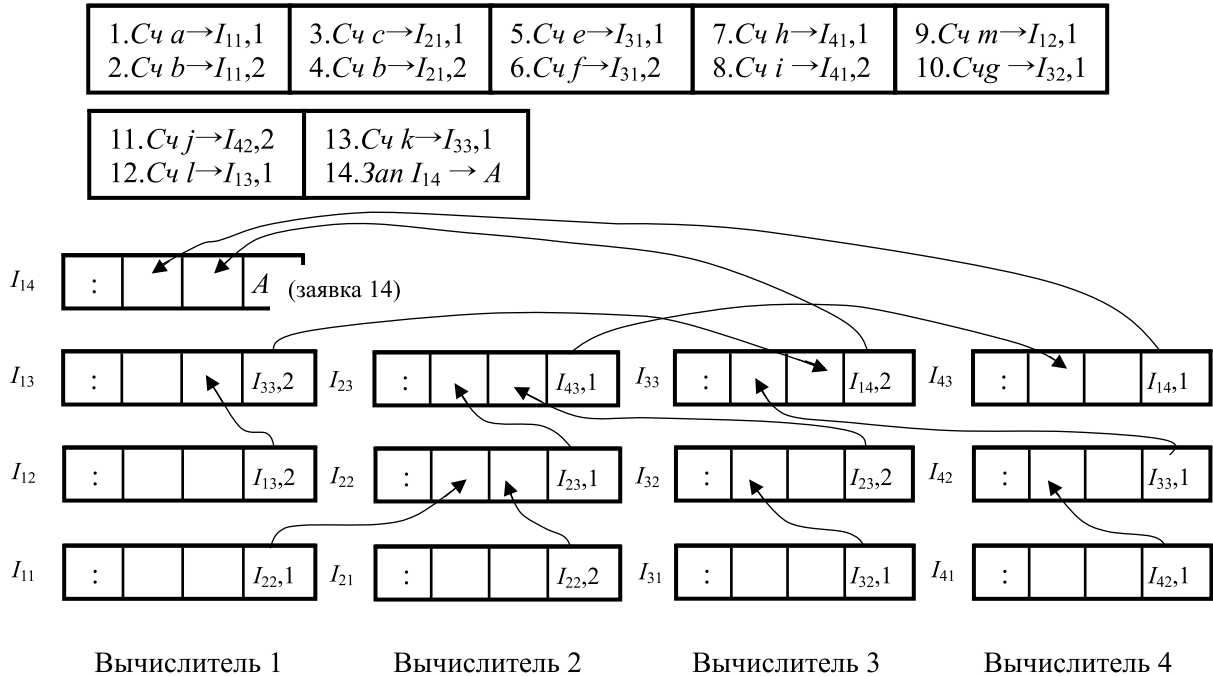 1.Сч a→I₁₁,1 3.Сч c→I₂₁,1 5.Сч e→I₃₁,1 7.Сч h→I₄₁,1 9.Сч m→I₁₂,1
2.Сч b→I₁₁,2 4.Сч b→I₂₁,2 6.Сч f→I₃₁,2 8.Сч i→I₄₁,2 10.Счg →I₃₂,1
11.Сч j→I₄₂,2 13.Сч k→I₃₃,1
12.Сч l→I₁₃,1 14.Зап I₁₄ → A
I₁₄ : A (заявка 14)
I₁₃ : I₃₃,2 I₂₃ : I₄₃,1 I₃₃ : I₁₄,2 I₄₃ : I₁₄,1
I₁₂ : I₁₃,2 I₂₂ : I₂₃,1 I₃₂ : I₂₃,2 I₄₂ : I₃₃,1
I₁₁ : I₂₂,1 I₂₁ : I₂₂,2 I₃₁ : I₃₂,1 I₄₁ : I₄₂,1
Вычислитель 1 Вычислитель 2 Вычислитель 3 Вычислитель 4